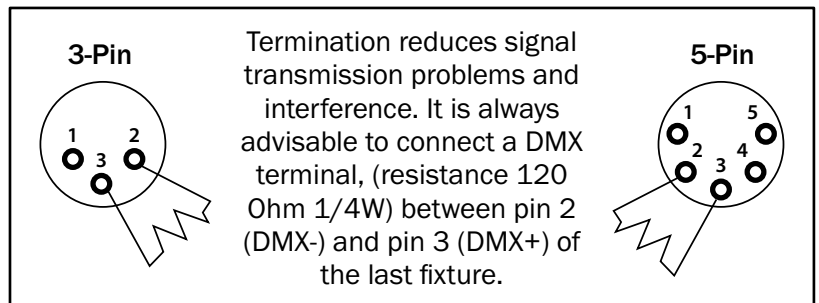 3-Pin
1 2
3
Termination reduces signal
transmission problems and
interference. It is always
advisable to connect a DMX
terminal, (resistance 120
Ohm 1/4W) between pin 2
(DMX-) and pin 3 (DMX+) of
the last fixture.
5-Pin
1 5
2 4
3